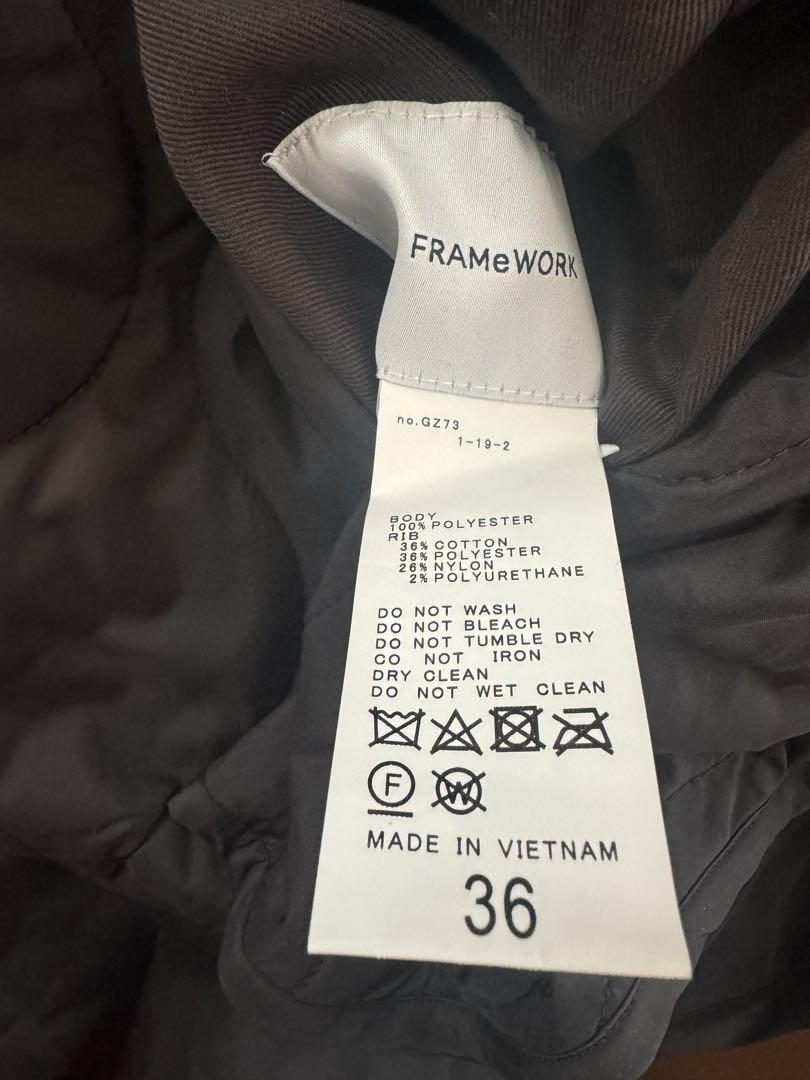 FRAMeWORK
no.GZ73
1-19-2
BODY
100% POLYESTER
RIB
36% COTTON
36% POLYESTER
26% NYLON
2% POLYURETHANE
DO NOT WASH
DO NOT BLEACH
DO NOT TUMBLE DRY
CO NOT IRON
DRY CLEAN
DO NOT WET CLEAN
F W
MADE IN VIETNAM
36